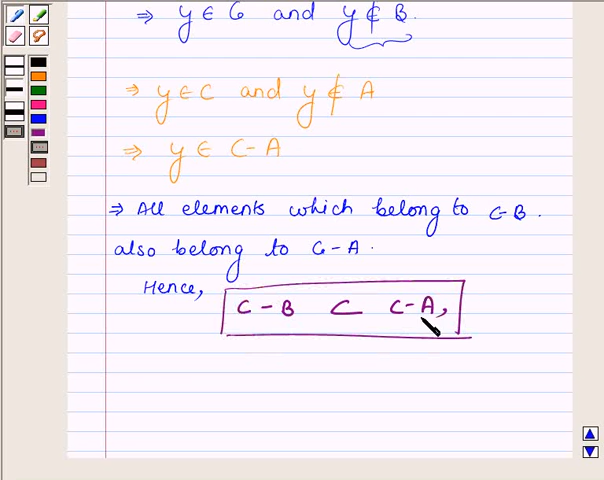 ⇒ y ∈ C and y ∉ B.
⇒ y ∈ C and y ∉ A
⇒ y ∈ C - A
⇒ All elements which belong to C-B.
also belong to C-A.
Hence,
C - B ⊂ C-A,